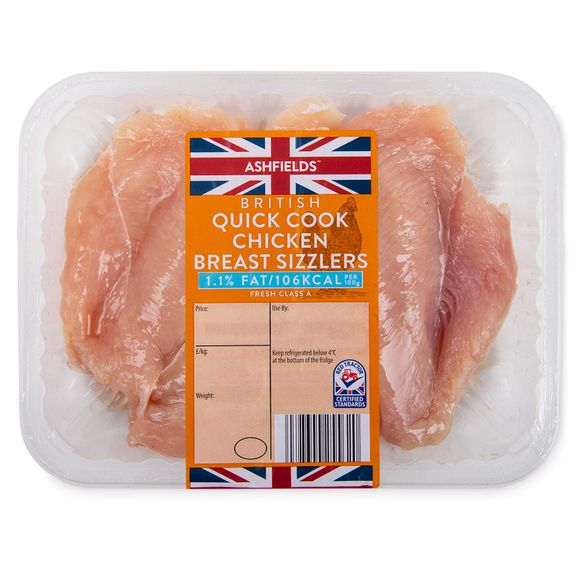 ASHFIELDS™
BRITISH
QUICK COOK
CHICKEN
BREAST SIZZLERS
1.1% FAT/106KCAL PER 100g
FRESH CLASS A
Price:
Use By:
£/kg:
Keep refrigerated below 4°C
at the bottom of the fridge
Weight:
RED TRACTOR
CERTIFIED
STANDARDS